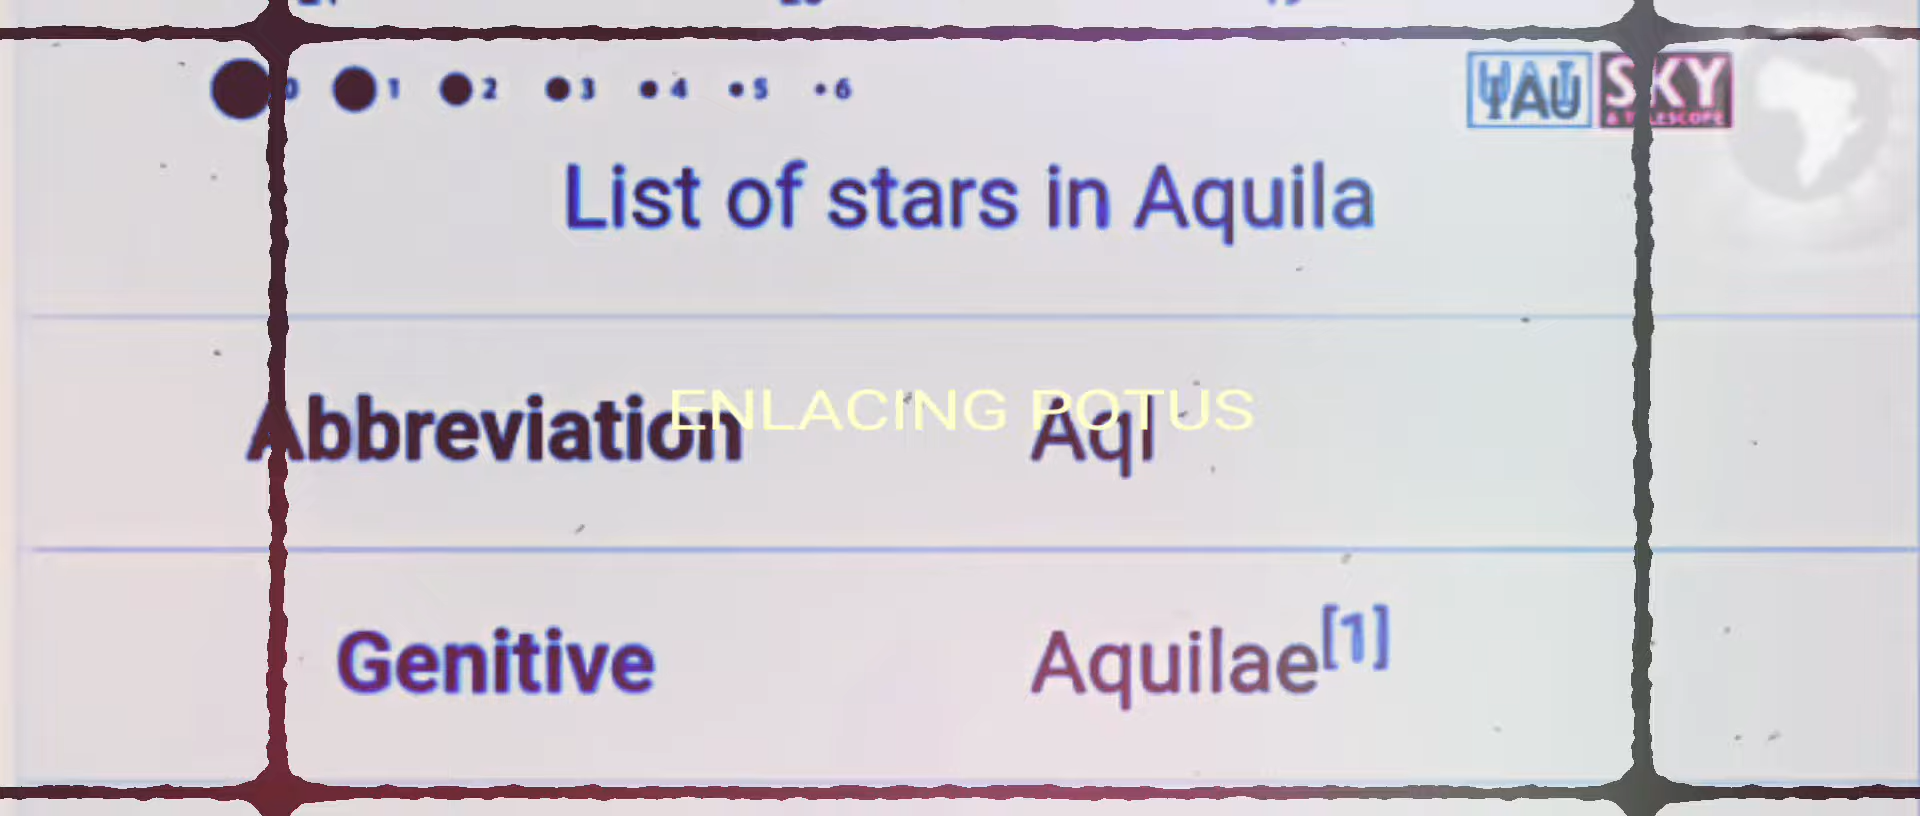 0 1 2 3 4 5 6
IAU SKY
& TELESCOPE
List of stars in Aquila
Abbreviation Aql
ENLACING POTUS
Genitive Aquilae[1]